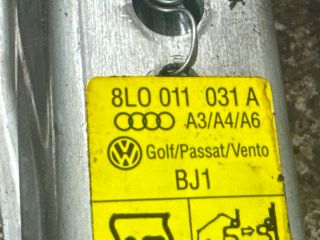 8L0 011 031 A
A3/A4/A6
Golf/Passat/Vento
BJ1